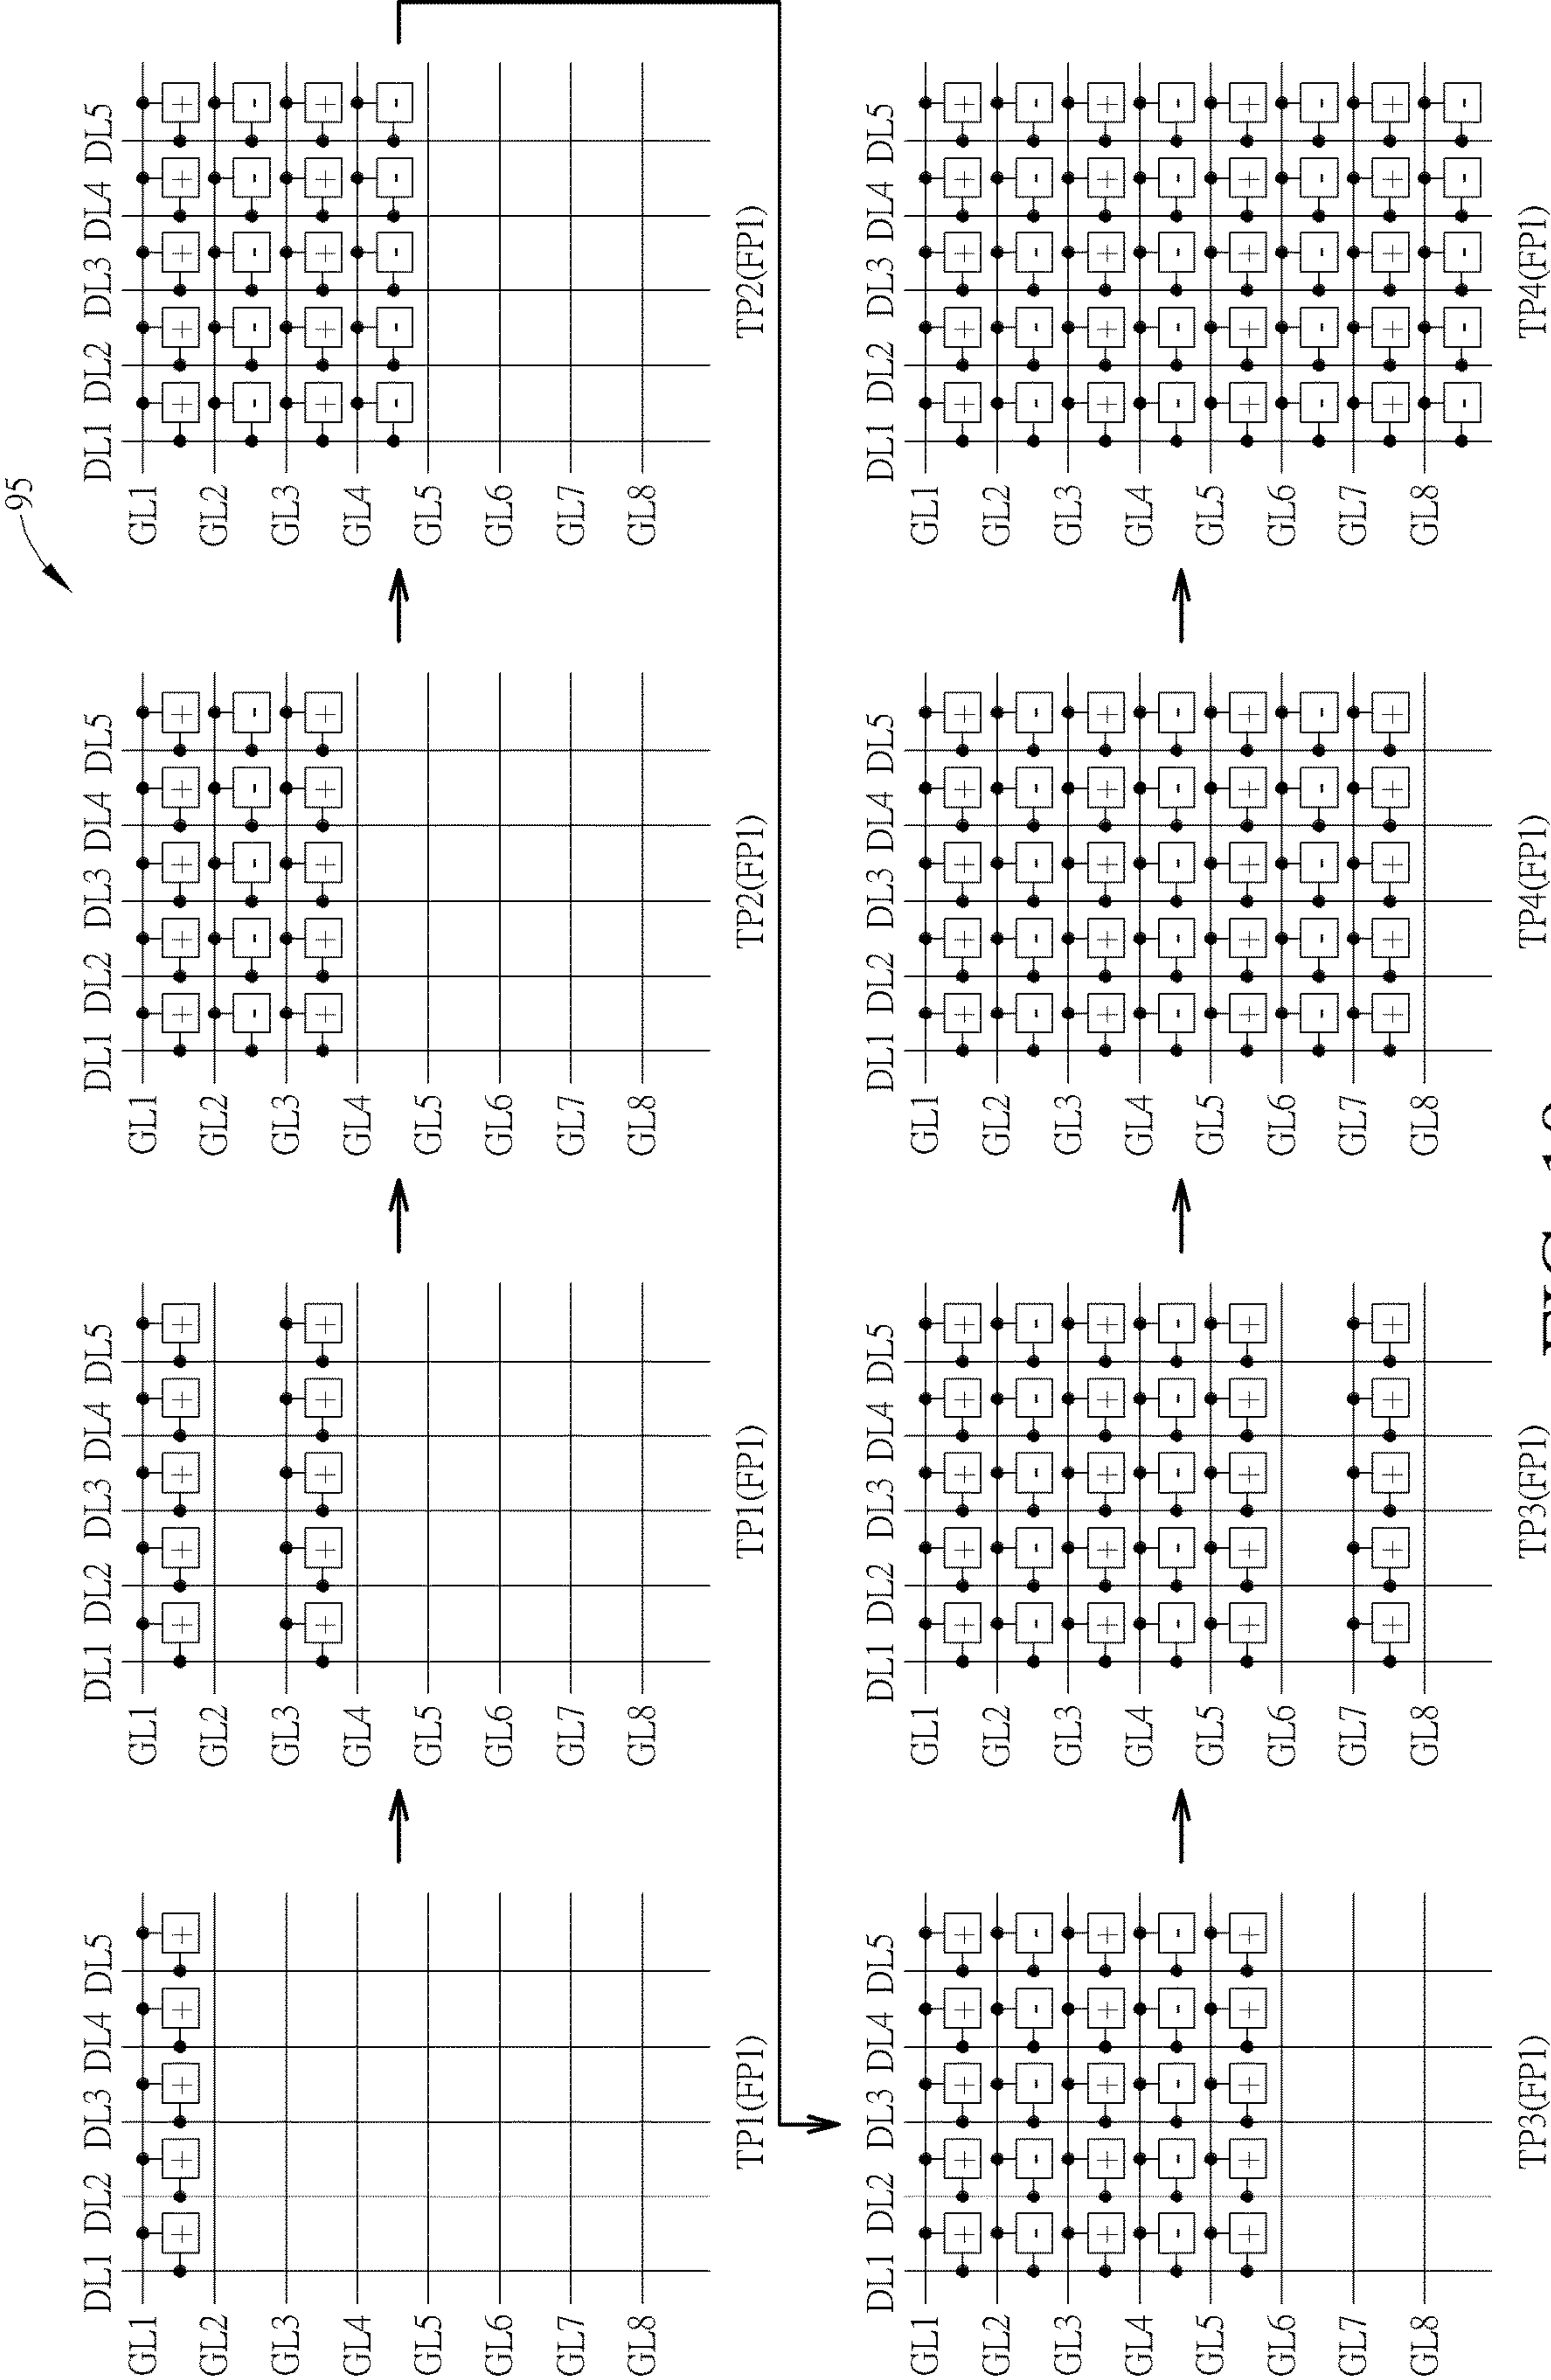 95
DL1 DL2 DL3 DL4 DL5
GL1
+ + + + +
GL2
GL3
GL4
GL5
GL6
GL7
GL8
TP1(FP1)
DL1 DL2 DL3 DL4 DL5
GL1
+ + + + +
GL2
GL3
+ + + + +
GL4
GL5
GL6
GL7
GL8
TP1(FP1)
DL1 DL2 DL3 DL4 DL5
GL1
+ + + + +
GL2
- - - - -
GL3
+ + + + +
GL4
GL5
GL6
GL7
GL8
TP2(FP1)
DL1 DL2 DL3 DL4 DL5
GL1
+ + + + +
GL2
- - - - -
GL3
+ + + + +
GL4
- - - - -
GL5
GL6
GL7
GL8
TP2(FP1)
DL1 DL2 DL3 DL4 DL5
GL1
+ + + + +
GL2
- - - - -
GL3
+ + + + +
GL4
- - - - -
GL5
+ + + + +
GL6
GL7
GL8
TP3(FP1)
DL1 DL2 DL3 DL4 DL5
GL1
+ + + + +
GL2
- - - - -
GL3
+ + + + +
GL4
- - - - -
GL5
+ + + + +
GL6
GL7
+ + + + +
GL8
TP3(FP1)
DL1 DL2 DL3 DL4 DL5
GL1
+ + + + +
GL2
- - - - -
GL3
+ + + + +
GL4
- - - - -
GL5
+ + + + +
GL6
- - - - -
GL7
+ + + + +
GL8
TP4(FP1)
DL1 DL2 DL3 DL4 DL5
GL1
+ + + + +
GL2
- - - - -
GL3
+ + + + +
GL4
- - - - -
GL5
+ + + + +
GL6
- - - - -
GL7
+ + + + +
GL8
- - - - -
TP4(FP1)